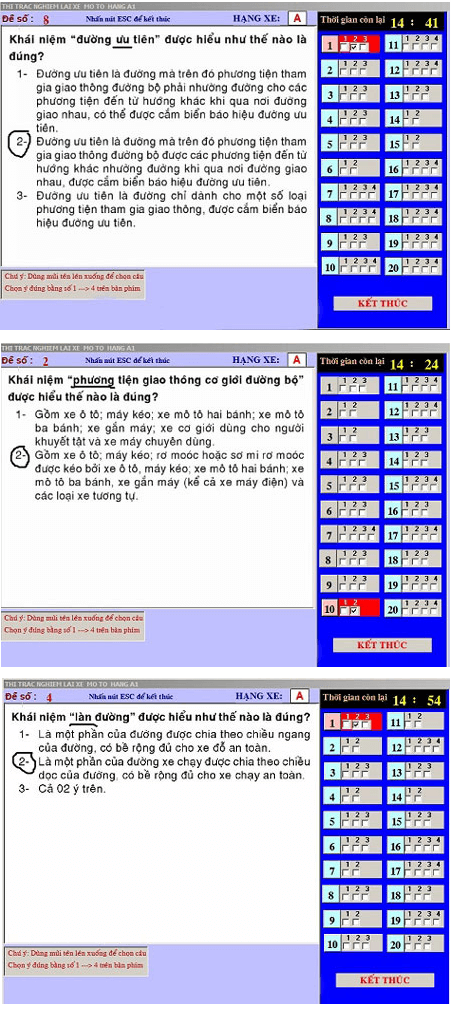 THI TRAC NGHIEM LAI XE MO TO HANG A1
Đề số : 8 Nhấn nút ESC để kết thúc HẠNG XE: A
Thời gian còn lại 14 : 41
Khái niệm “đường ưu tiên” được hiểu như thế nào là
đúng?
1- Đường ưu tiên là đường mà trên đó phương tiện tham
gia giao thông đường bộ phải nhường đường cho các
phương tiện đến từ hướng khác khi qua nơi đường
giao nhau, có thể được cắm biển báo hiệu đường ưu
tiên.
2- Đường ưu tiên là đường mà trên đó phương tiện tham
gia giao thông đường bộ được các phương tiện đến từ
hướng khác nhường đường khi qua nơi đường giao
nhau, được cắm biển báo hiệu đường ưu tiên.
3- Đường ưu tiên là đường chỉ dành cho một số loại
phương tiện tham gia giao thông, được cắm biển báo
hiệu đường ưu tiên.
1 1 2 3 11 1 2 3 4
2 1 2 3 12 1 2 3
3 1 2 3 13 1 2 3
4 1 2 3 14 1 2
5 1 2 3 15 1 2
6 1 2 16 1 2 3
7 1 2 3 4 17 1 2 3 4
8 1 2 3 4 18 1 2 3 4
9 1 2 3 19 1 2 3
10 1 2 3 4 20 1 2 3 4
Chú ý: Dùng mũi tên lên xuống để chọn câu
Chọn ý đúng bằng số 1 --> 4 trên bàn phím
KẾT THÚC
THI TRAC NGHIEM LAI XE MO TO HANG A1
Đề số : 2 Nhấn nút ESC để kết thúc HẠNG XE: A
Thời gian còn lại 14 : 24
Khái niệm “phương tiện giao thông cơ giới đường bộ”
được hiểu thế nào là đúng?
1- Gồm xe ô tô; máy kéo; xe mô tô hai bánh; xe mô tô
ba bánh; xe gắn máy; xe cơ giới dùng cho người
khuyết tật và xe máy chuyên dùng.
2- Gồm xe ô tô; máy kéo; rơ moóc hoặc sơ mi rơ moóc
được kéo bởi xe ô tô, máy kéo; xe mô tô hai bánh; xe
mô tô ba bánh, xe gắn máy (kể cả xe máy điện) và
các loại xe tương tự.
1 1 2 3 11 1 2 3 4
2 1 2 3 12 1 2 3
3 1 2 3 13 1 2 3
4 1 2 3 14 1 2 3
5 1 2 3 15 1 2 3 4
6 1 2 3 16 1 2 3
7 1 2 3 4 17 1 2 3 4
8 1 2 3 18 1 2 3
9 1 2 3 19 1 2 3
10 1 2 20 1 2 3 4
Chú ý: Dùng mũi tên lên xuống để chọn câu
Chọn ý đúng bằng số 1 --> 4 trên bàn phím
KẾT THÚC
THI TRAC NGHIEM LAI XE MO TO HANG A1
Đề số : 4 Nhấn nút ESC để kết thúc HẠNG XE: A
Thời gian còn lại 14 : 54
Khái niệm “làn đường” được hiểu như thế nào là đúng?
1- Là một phần của đường được chia theo chiều ngang
của đường, có bề rộng đủ cho xe đỗ an toàn.
2- Là một phần của đường xe chạy được chia theo chiều
dọc của đường, có bề rộng đủ cho xe chạy an toàn.
3- Cả 02 ý trên.
1 1 2 3 11 1 2
2 1 2 3 12 1 2 3 4
3 1 2 3 13 1 2 3
4 1 2 3 14 1 2
5 1 2 3 15 1 2 3
6 1 2 3 16 1 2 3 4
7 1 2 17 1 2 3
8 1 2 3 18 1 2 3
9 1 2 19 1 2 3 4
10 1 2 3 20 1 2 3
Chú ý: Dùng mũi tên lên xuống để chọn câu
Chọn ý đúng bằng số 1 --> 4 trên bàn phím
KẾT THÚC